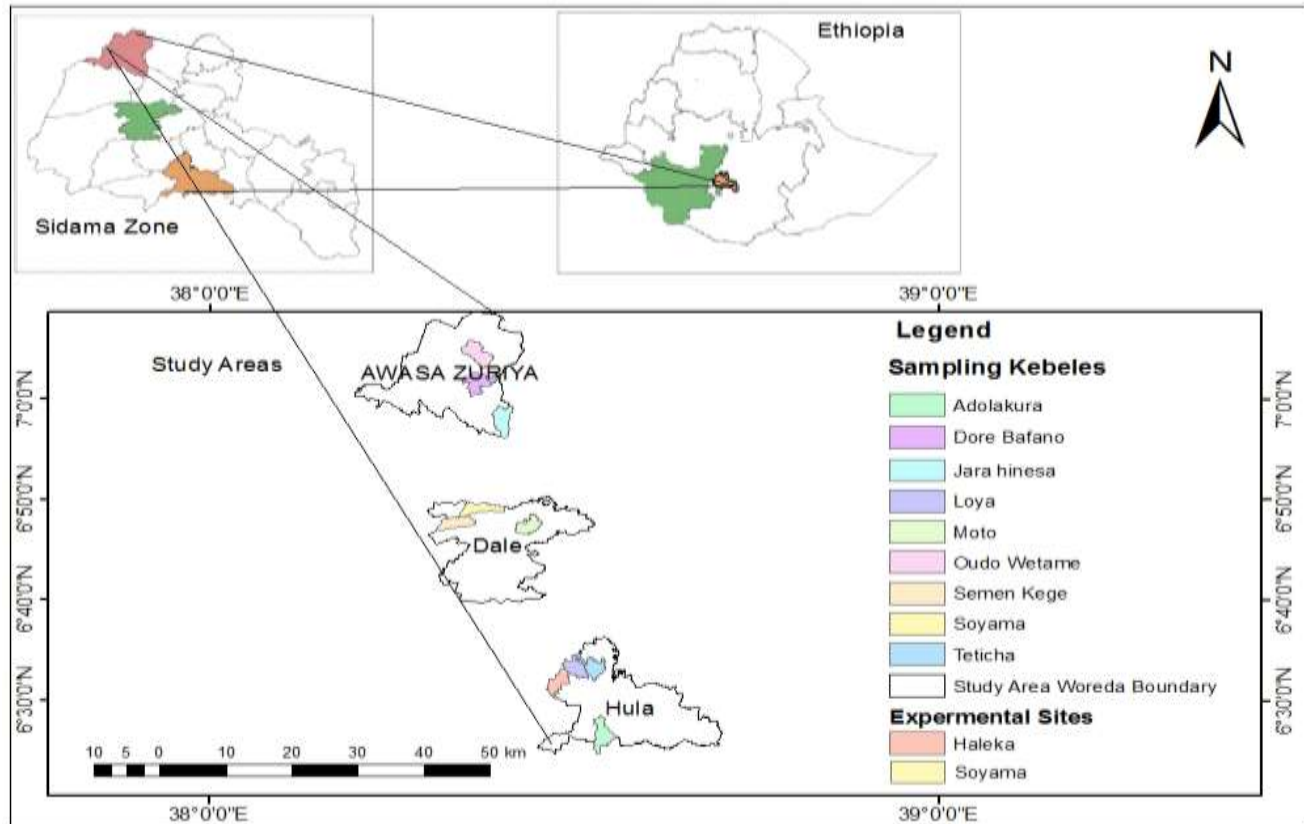 Ethiopia
N
Sidama Zone
38°0'0"E
39°0'0"E
Study Areas
AWASA ZURIYA
Dale
Hula
7°0'0"N
6°50'0"N
6°40'0"N
6°30'0"N
7°0'0"N
6°50'0"N
6°40'0"N
6°30'0"N
Legend
Sampling Kebeles
Adolakura
Dore Bafano
Jara hinesa
Loya
Moto
Oudo Wetame
Semen Kege
Soyama
Teticha
Study Area Woreda Boundary
Expermental Sites
Haleka
Soyama
10 5 0 10 20 30 40 50 km
38°0'0"E
39°0'0"E